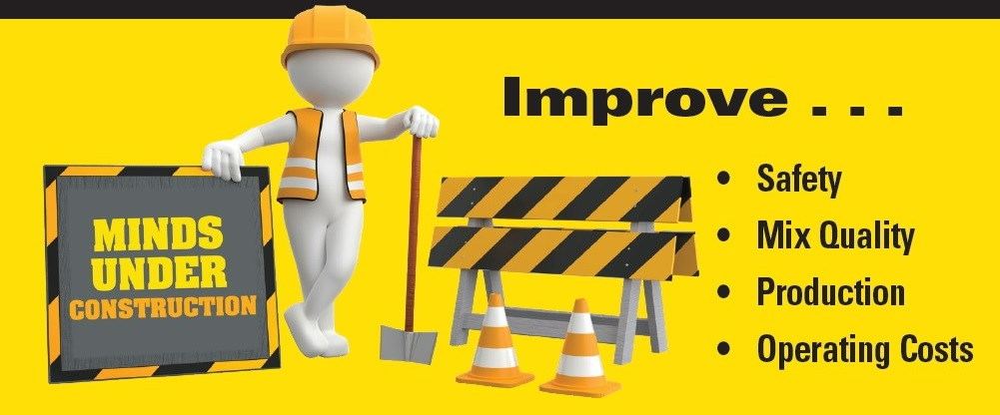 MINDS
UNDER
CONSTRUCTION
Improve . . .
• Safety
• Mix Quality
• Production
• Operating Costs